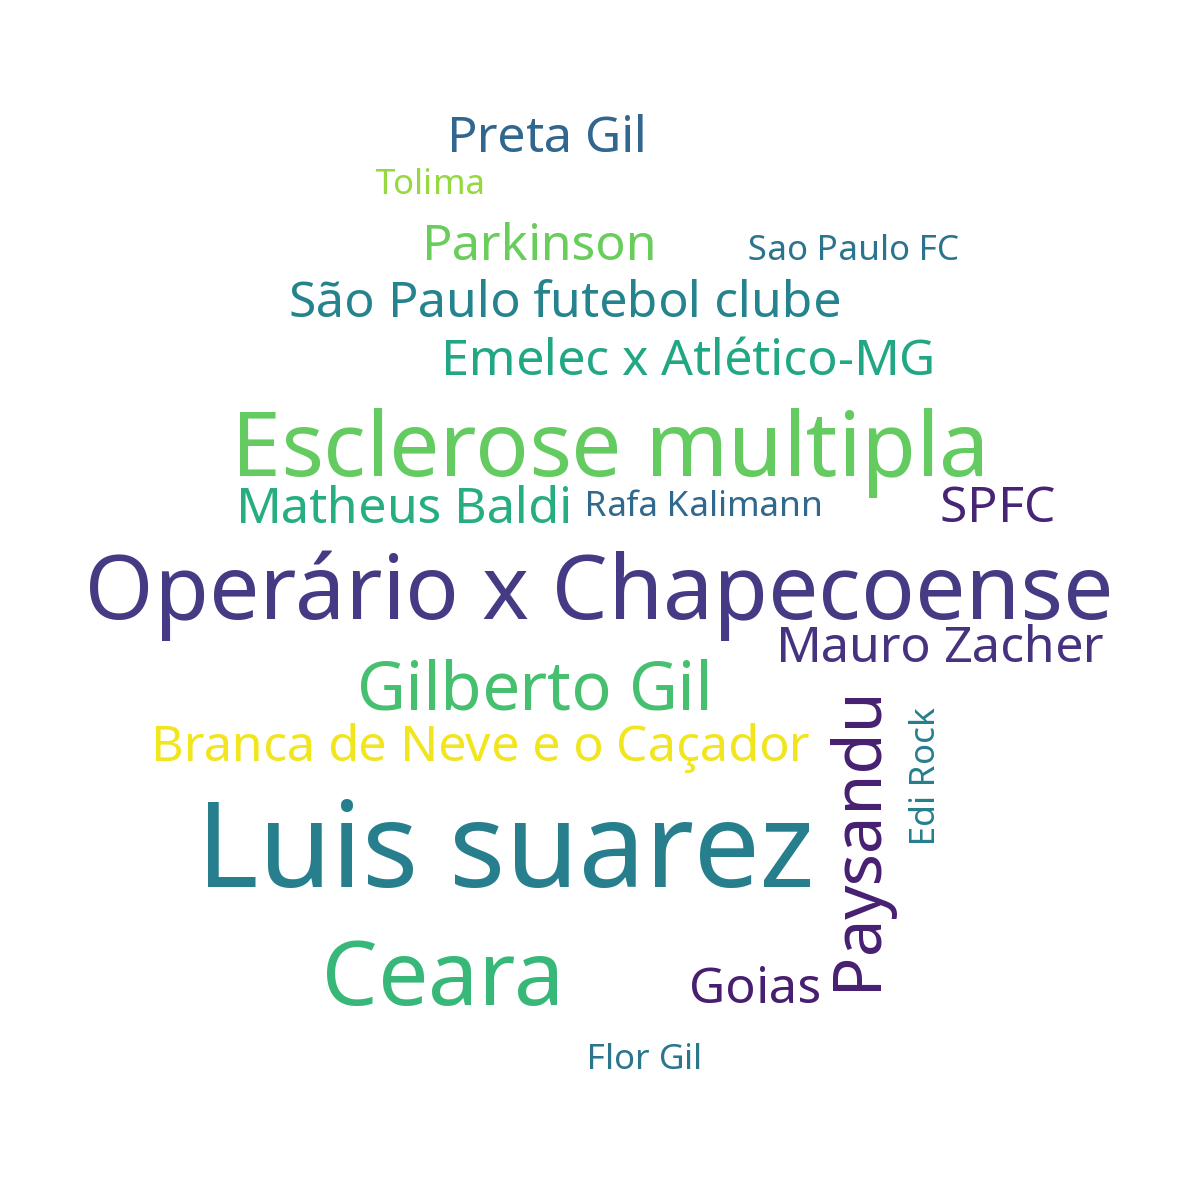 Preta Gil
Tolima
Parkinson
Sao Paulo FC
São Paulo futebol clube
Emelec x Atlético-MG
Esclerose multipla
Matheus Baldi
Rafa Kalimann
SPFC
Operário x Chapecoense
Mauro Zacher
Gilberto Gil
Branca de Neve e o Caçador
Paysandu
Edi Rock
Luis suarez
Ceara
Goias
Flor Gil